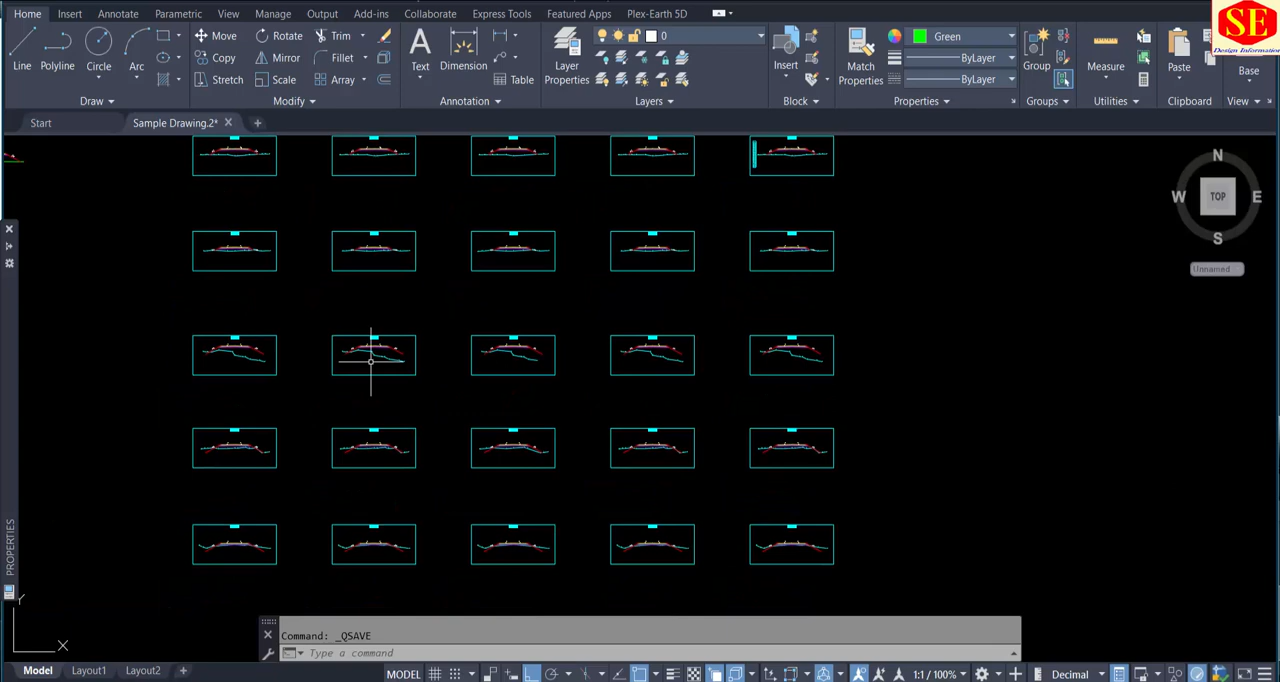 Home Insert Annotate Parametric View Manage Output Add-ins Collaborate Express Tools Featured Apps Plex-Earth 5D
SE
Design Information
Line Polyline Circle Arc
Move Rotate Trim
Copy Mirror Fillet
Stretch Scale Array
Text Dimension Table
Layer Properties
0
Insert
Match Properties
Green
ByLayer
ByLayer
Group
Measure
Paste
Base
Draw Modify Annotation Layers Block Properties Groups Utilities Clipboard View
Start Sample Drawing.2*
N
W TOP E
S
Unnamed
PROPERTIES
Y
X
Command: _QSAVE
Type a command
Model Layout1 Layout2 MODEL 1:1 / 100% Decimal